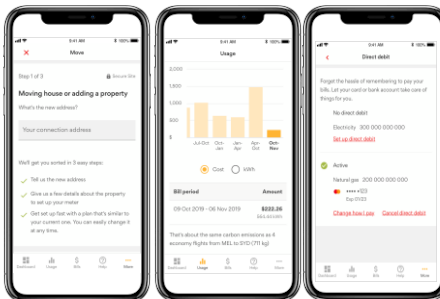 9:41 AM
100%
Move
Step 1 of 3
Secure Site
Moving house or adding a property
What's the new address?
Your connection address
We'll get you sorted in 3 easy steps:
Tell us the new address
Give us a few details about the property
to set up your meter
Get set up fast with a plan that's similar to
your current one. You can easily change it
at any time.
Dashboard
Usage
Bills
Help
More
9:41 AM
100%
Usage
2,000
1,500
1,000
500
0
Jul-Oct
Oct-Jan
Jan-Apr
Apr-Oct
Oct-Nov
Cost
kWh
Bill period
Amount
09 Oct 2019 - 06 Nov 2019
$223.36
That's about the same carbon emissions as 4
economy flights from MEL to SYD (711 kg)
Dashboard
Usage
Bills
Help
More
9:41 AM
100%
Direct debit
Forget the hassle of remembering to pay your
bills. Let your card or bank account take care of
things for you.
No direct debit
Electricity 300 000 000 000
Set up direct debit
Active
Natural gas 200 000 000 000
Change how I pay
Cancel direct debit
Dashboard
Usage
Bills
Help
More